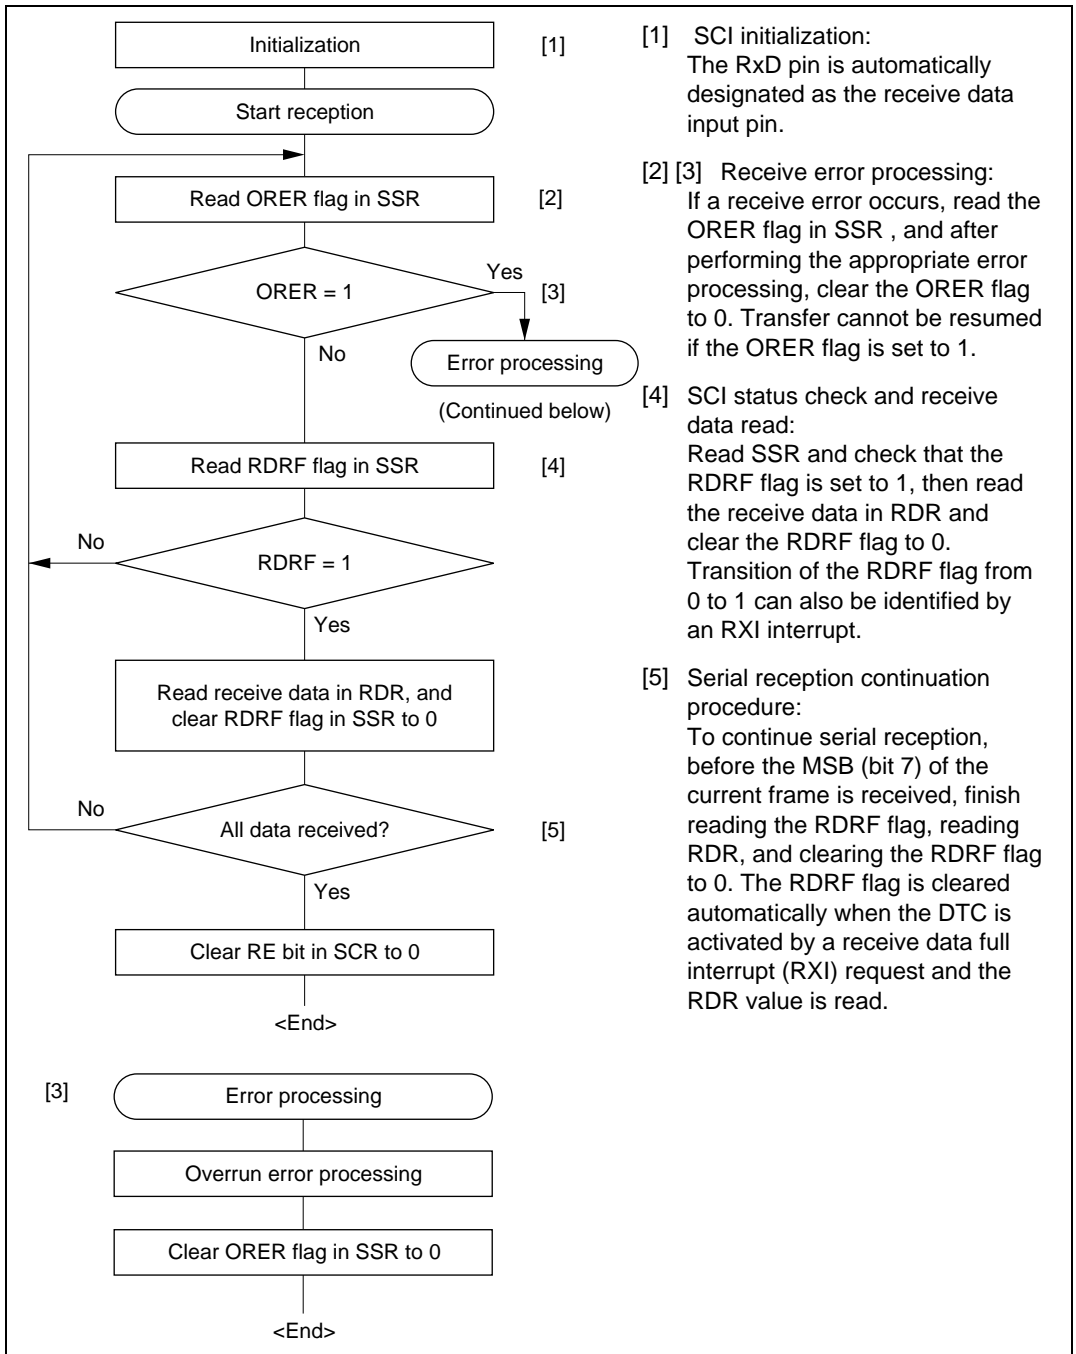 Initialization [1]
Start reception
Read ORER flag in SSR [2]
Yes
ORER = 1 [3]
No
Error processing
(Continued below)
Read RDRF flag in SSR [4]
No
RDRF = 1
Yes
Read receive data in RDR, and
clear RDRF flag in SSR to 0
No
All data received? [5]
Yes
Clear RE bit in SCR to 0
<End>
[3] Error processing
Overrun error processing
Clear ORER flag in SSR to 0
<End>
[1] SCI initialization:
The RxD pin is automatically
designated as the receive data
input pin.
[2] [3] Receive error processing:
If a receive error occurs, read the
ORER flag in SSR , and after
performing the appropriate error
processing, clear the ORER flag
to 0. Transfer cannot be resumed
if the ORER flag is set to 1.
[4] SCI status check and receive
data read:
Read SSR and check that the
RDRF flag is set to 1, then read
the receive data in RDR and
clear the RDRF flag to 0.
Transition of the RDRF flag from
0 to 1 can also be identified by
an RXI interrupt.
[5] Serial reception continuation
procedure:
To continue serial reception,
before the MSB (bit 7) of the
current frame is received, finish
reading the RDRF flag, reading
RDR, and clearing the RDRF flag
to 0. The RDRF flag is cleared
automatically when the DTC is
activated by a receive data full
interrupt (RXI) request and the
RDR value is read.